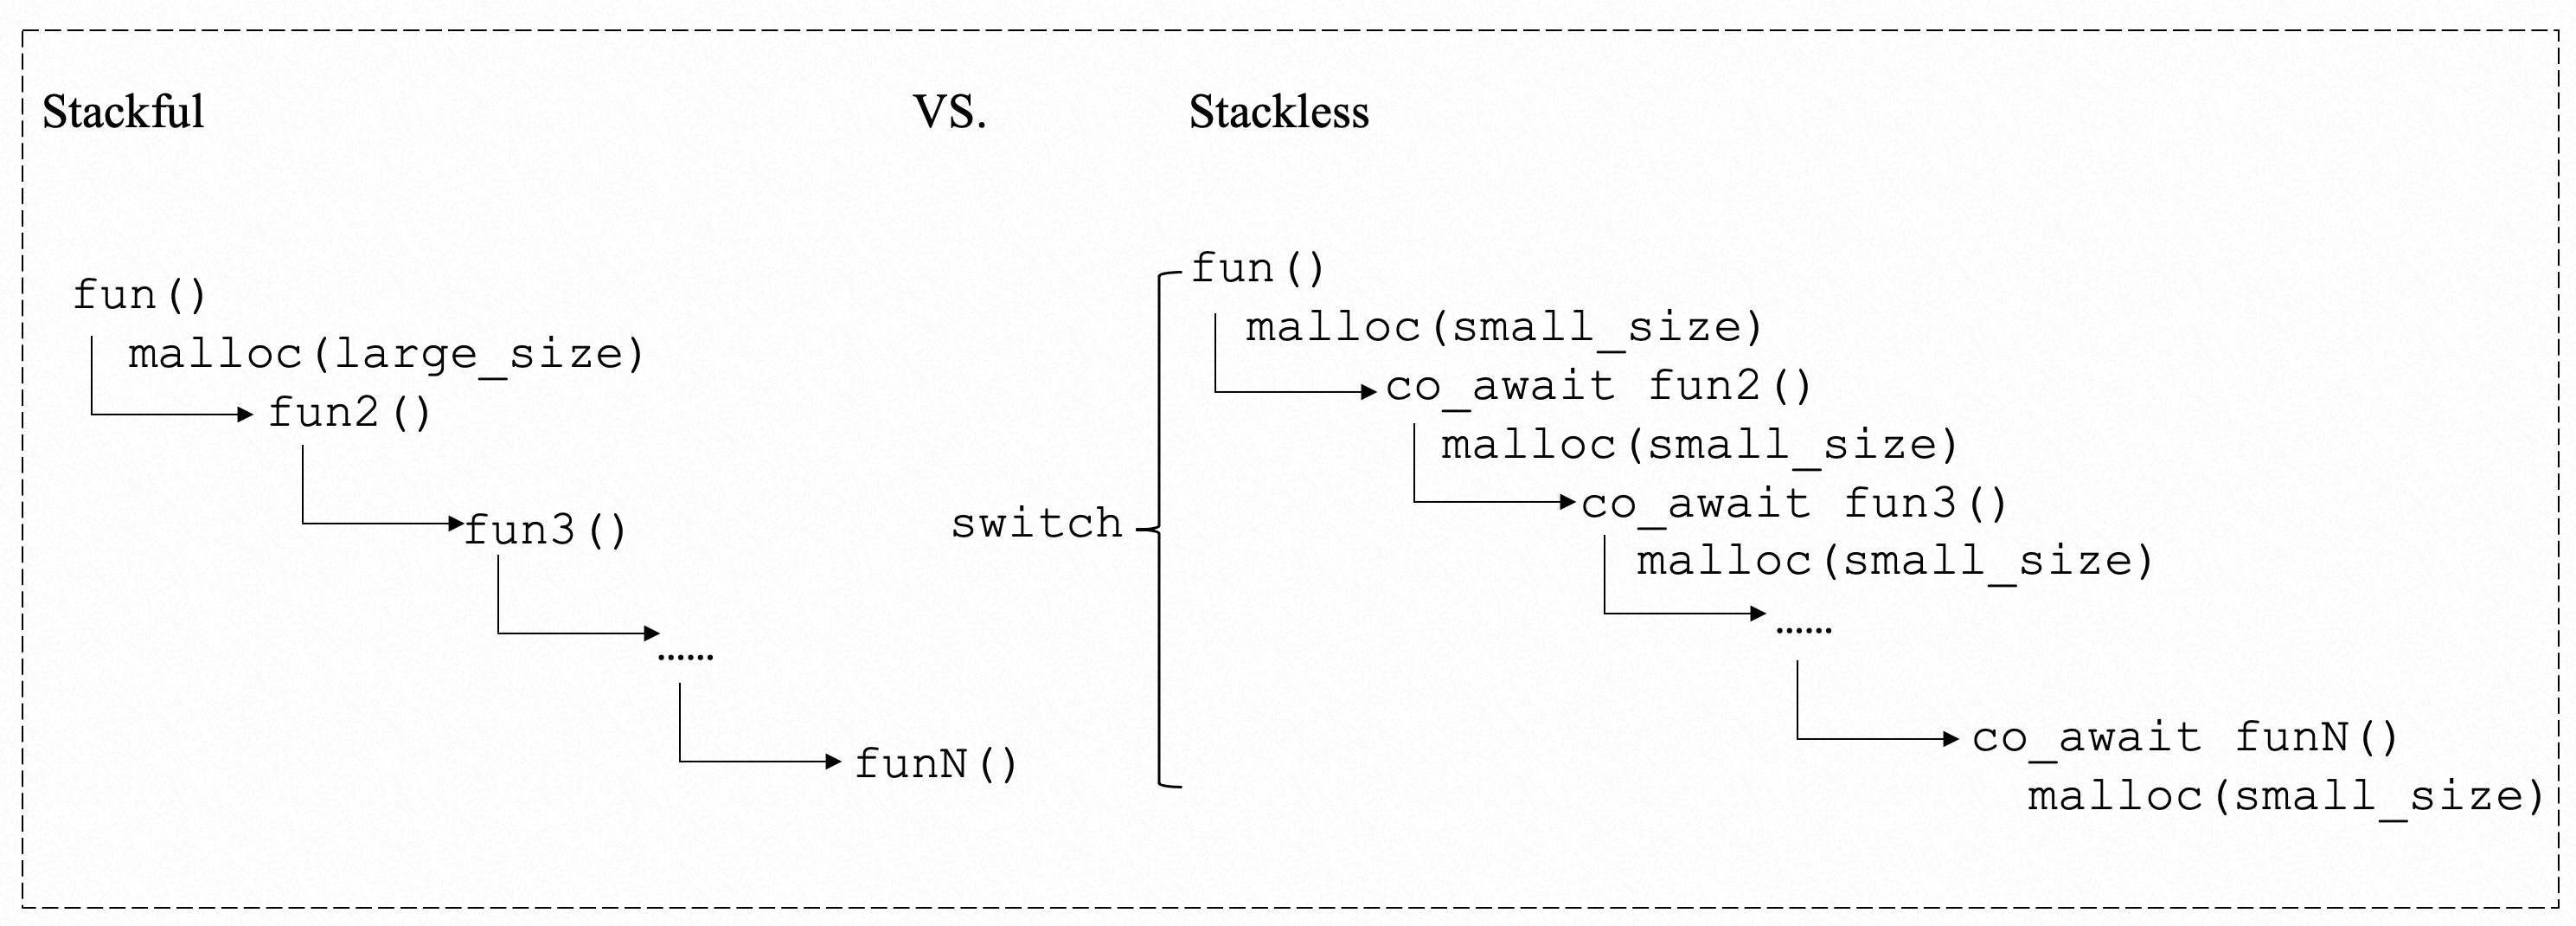 Stackful VS. Stackless
fun()
malloc(large_size)
fun2()
fun3()
......
funN()
switch
fun()
malloc(small_size)
co_await fun2()
malloc(small_size)
co_await fun3()
malloc(small_size)
......
co_await funN()
malloc(small_size)